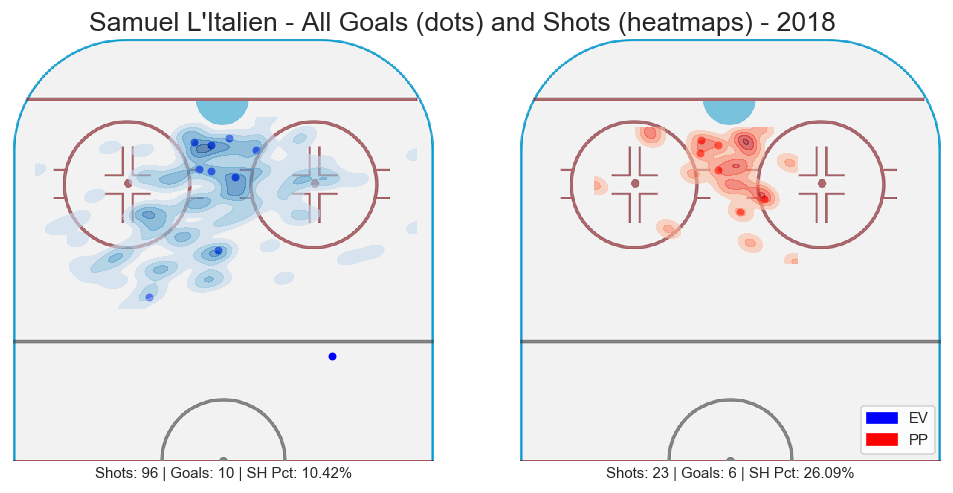 Samuel L'Italien - All Goals (dots) and Shots (heatmaps) - 2018
EV
PP
Shots: 96 | Goals: 10 | SH Pct: 10.42%
Shots: 23 | Goals: 6 | SH Pct: 26.09%